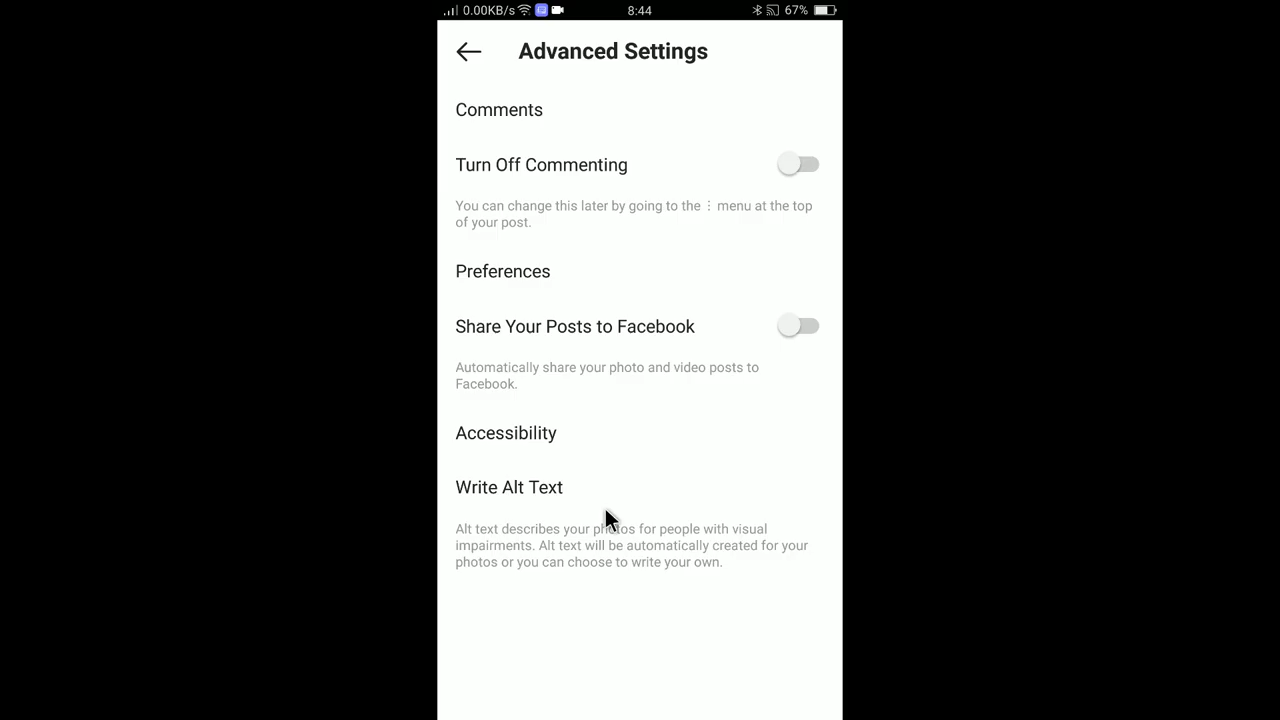 0.00KB/s 8:44 67%
Advanced Settings
Comments
Turn Off Commenting
You can change this later by going to the ⋮ menu at the top
of your post.
Preferences
Share Your Posts to Facebook
Automatically share your photo and video posts to
Facebook.
Accessibility
Write Alt Text
Alt text describes your photos for people with visual
impairments. Alt text will be automatically created for your
photos or you can choose to write your own.